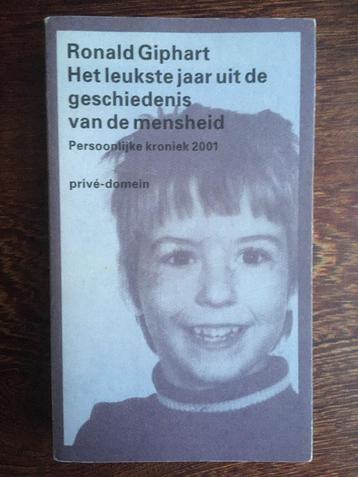 Ronald Giphart
Het leukste jaar uit de
geschiedenis
van de mensheid
Persoonlijke kroniek 2001
privé-domein